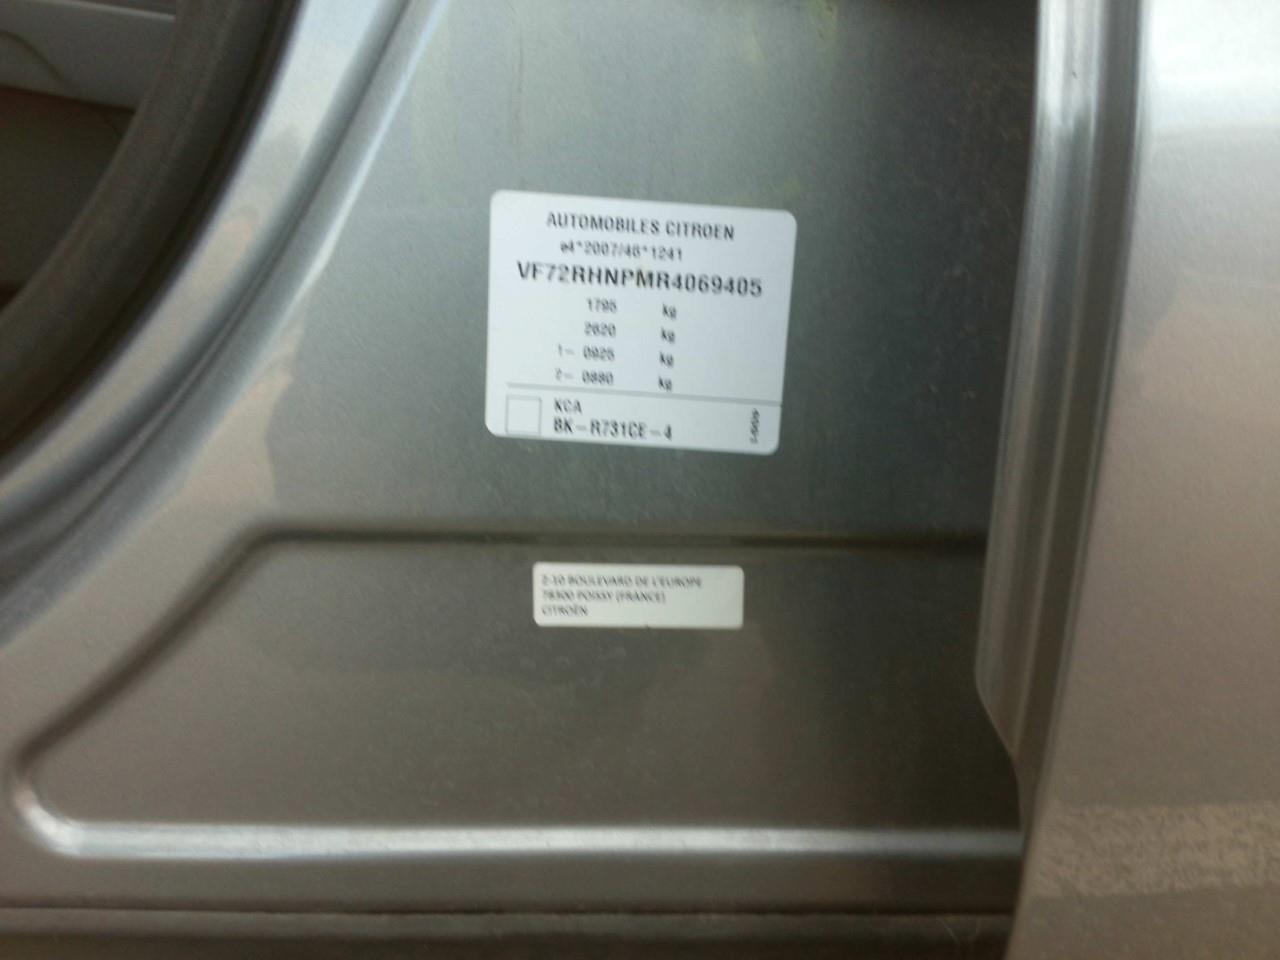 AUTOMOBILES CITROEN
e4*2007/46*1241
VF72RHNPMR4069405
1795 kg
2620 kg
1- 0925 kg
2- 0880 kg
KCA
BK-R731CE-4
2-10 BOULEVARD DE L'EUROPE
78300 POISSY (FRANCE)
CITROËN